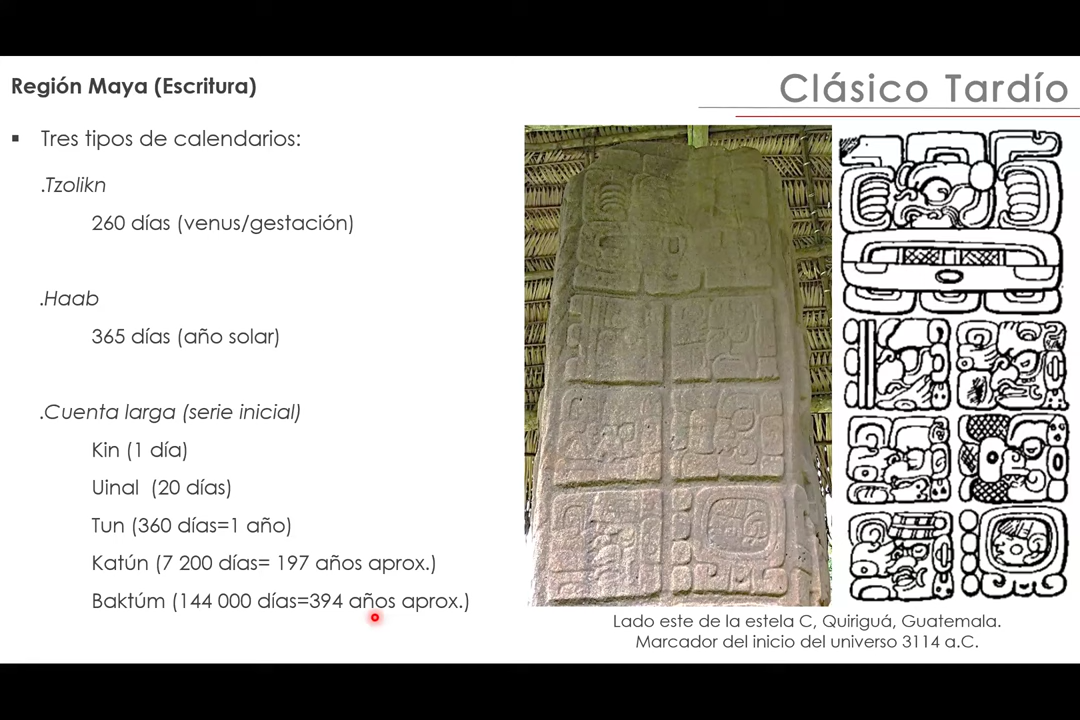 Región Maya (Escritura)
Clásico Tardío
▪ Tres tipos de calendarios:
.Tzolikn
260 días (venus/gestación)
.Haab
365 días (año solar)
.Cuenta larga (serie inicial)
Kin (1 día)
Uinal (20 días)
Tun (360 días=1 año)
Katún (7 200 días= 197 años aprox.)
Baktúm (144 000 días=394 años aprox.)
Lado este de la estela C, Quiriguá, Guatemala.
Marcador del inicio del universo 3114 a.C.